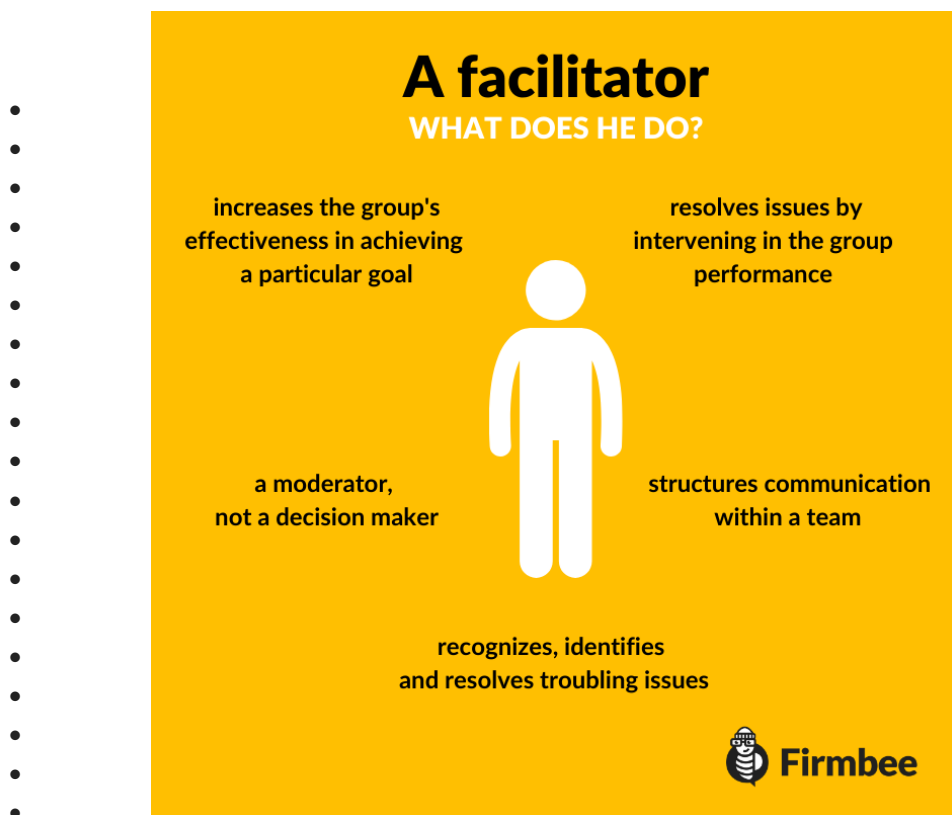 A facilitator
WHAT DOES HE DO?
increases the group's
effectiveness in achieving
a particular goal
resolves issues by
intervening in the group
performance
a moderator,
not a decision maker
structures communication
within a team
recognizes, identifies
and resolves troubling issues
Firmbee